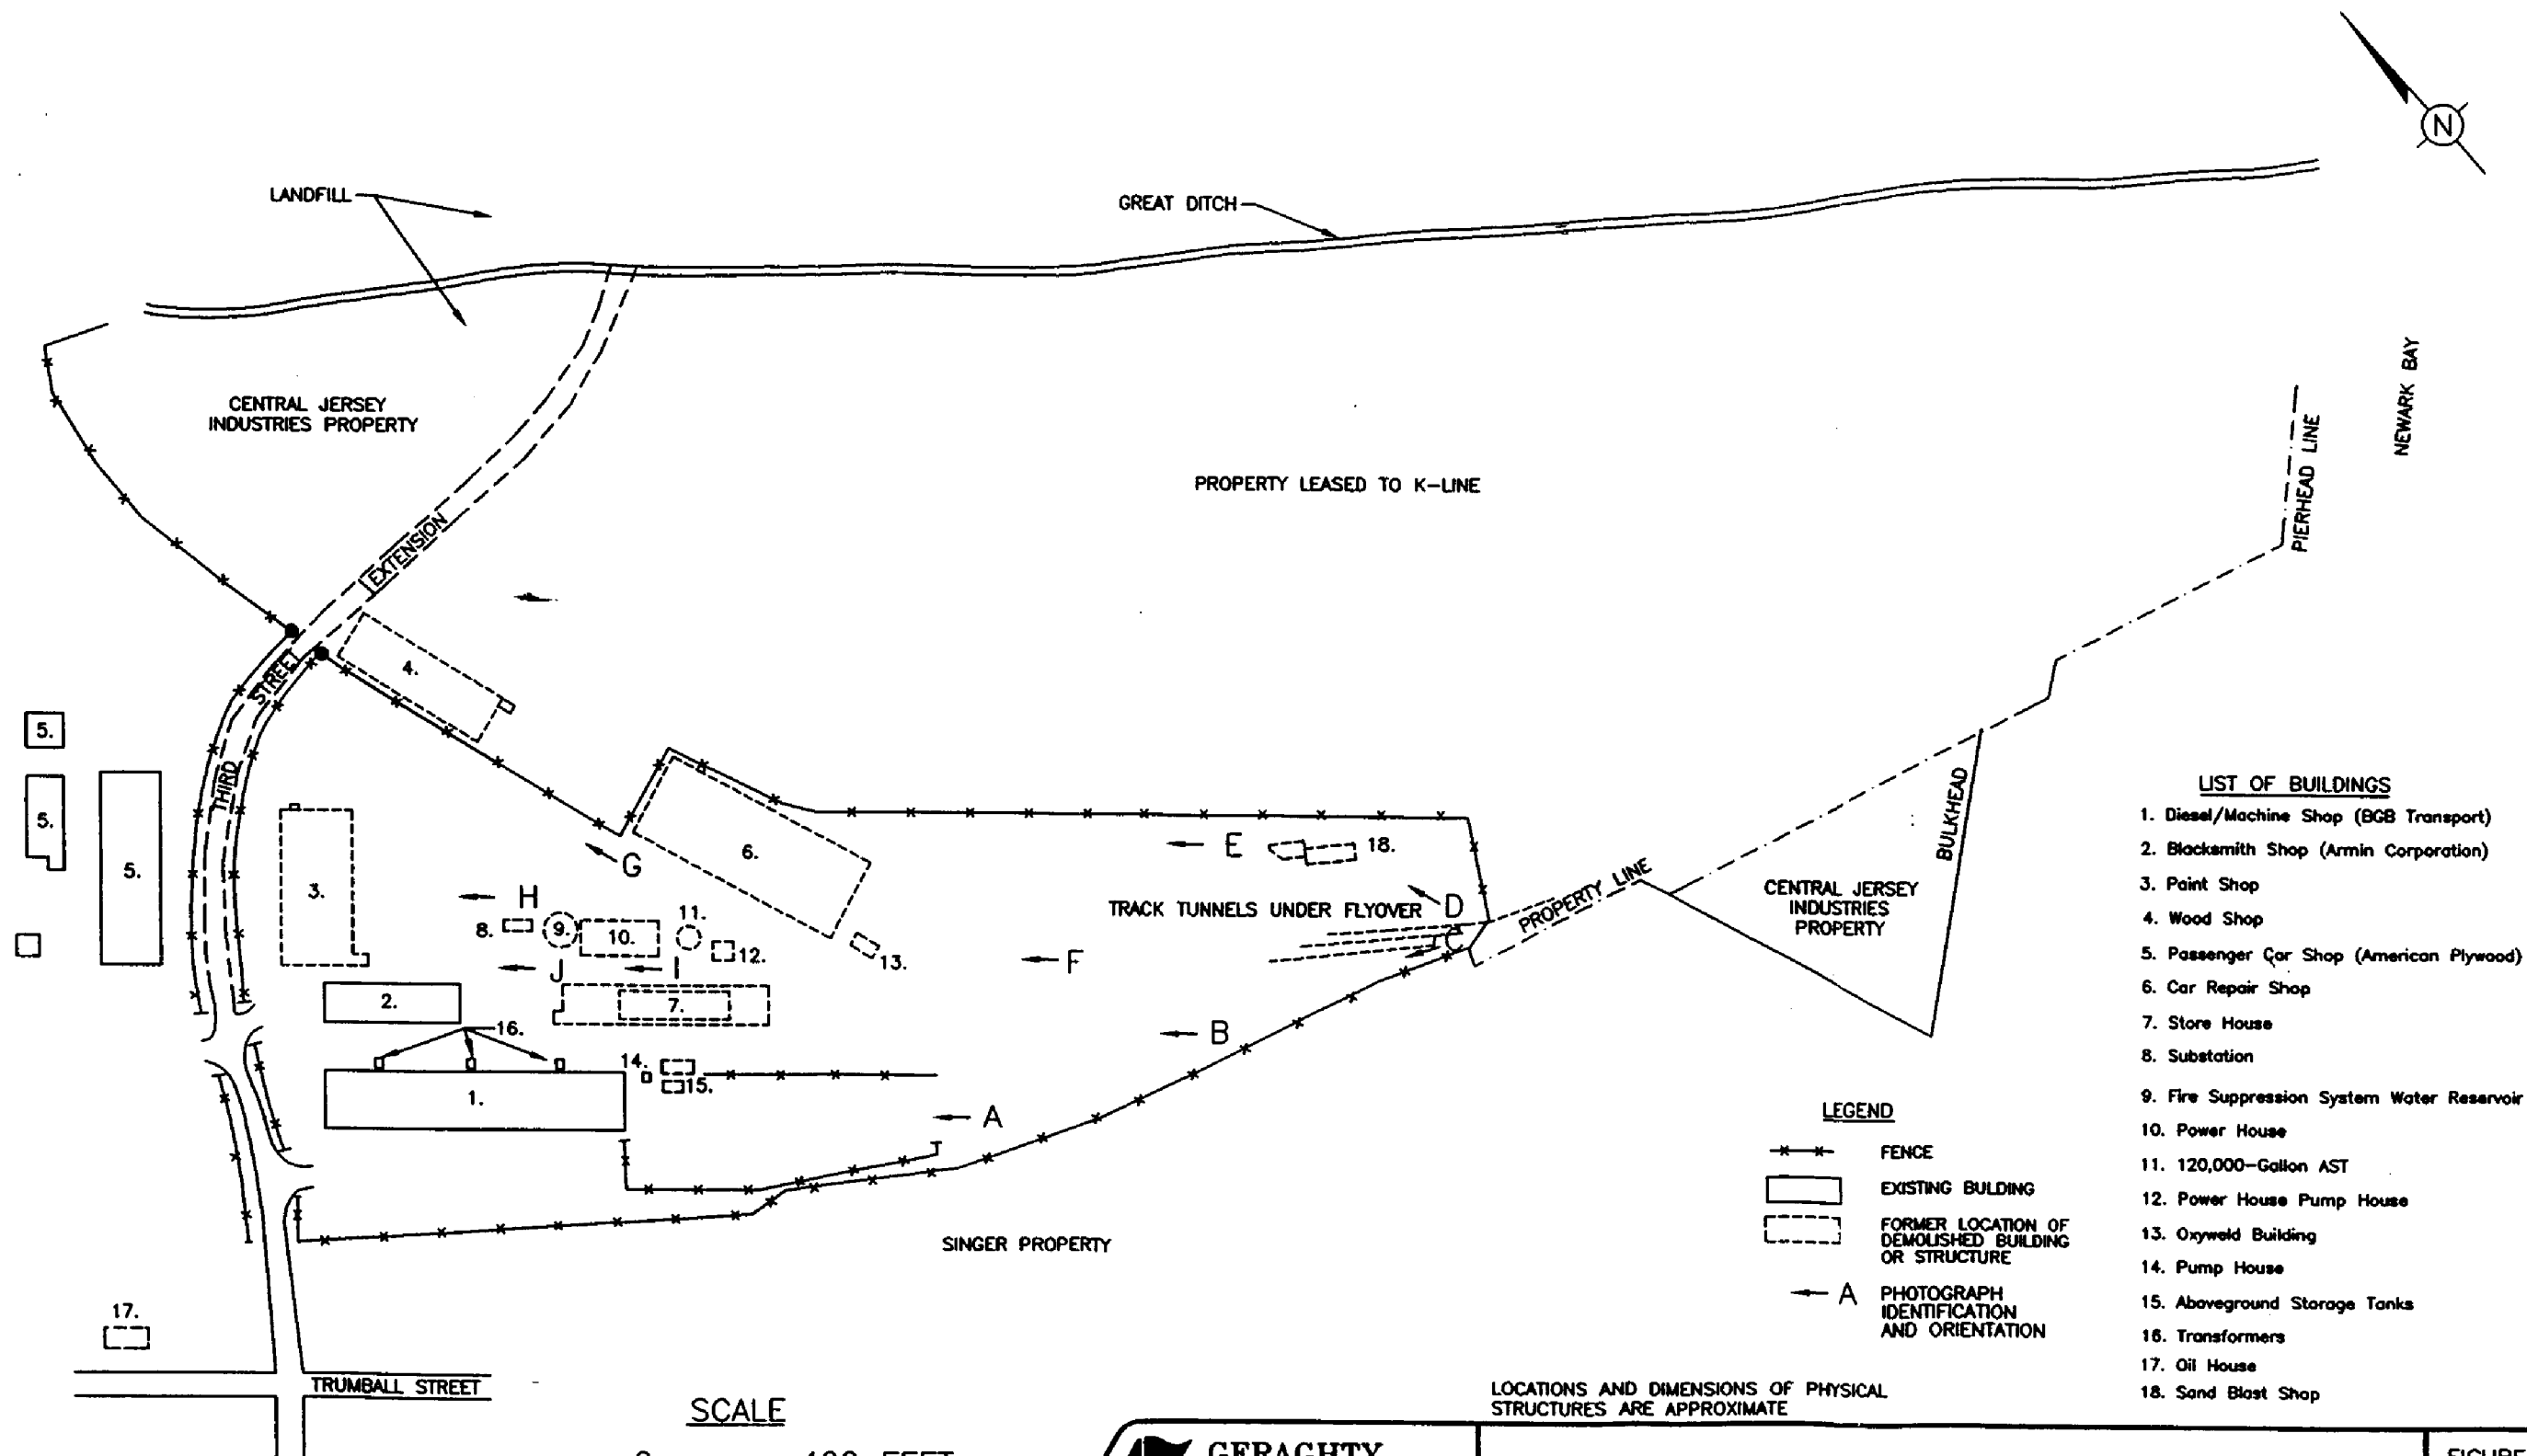 N
LANDFILL
GREAT DITCH
NEWARK BAY
CENTRAL JERSEY
INDUSTRIES PROPERTY
PIERHEAD LINE
PROPERTY LEASED TO K-LINE
THIRD
STREET
EXTENSION
4.
5.
5.
5.
3.
6.
G
E
18.
H
8.
9.
10.
11.
12.
13.
TRACK TUNNELS UNDER FLYOVER
D
C
PROPERTY LINE
BULKHEAD
CENTRAL JERSEY
INDUSTRIES
PROPERTY
J
I
F
2.
7.
16.
B
14.
15.
1.
A
SINGER PROPERTY
17.
TRUMBALL STREET
LIST OF BUILDINGS
1. Diesel/Machine Shop (BGB Transport)
2. Blacksmith Shop (Armin Corporation)
3. Paint Shop
4. Wood Shop
5. Passenger Car Shop (American Plywood)
6. Car Repair Shop
7. Store House
8. Substation
9. Fire Suppression System Water Reservoir
10. Power House
11. 120,000-Gallon AST
12. Power House Pump House
13. Oxyweld Building
14. Pump House
15. Aboveground Storage Tanks
16. Transformers
17. Oil House
18. Sand Blast Shop
LEGEND
FENCE
EXISTING BULDING
FORMER LOCATION OF
DEMOLISHED BUILDING
OR STRUCTURE
A
PHOTOGRAPH
IDENTIFICATION
AND ORIENTATION
LOCATIONS AND DIMENSIONS OF PHYSICAL
STRUCTURES ARE APPROXIMATE
SCALE
GERAGHTY
FIGURE